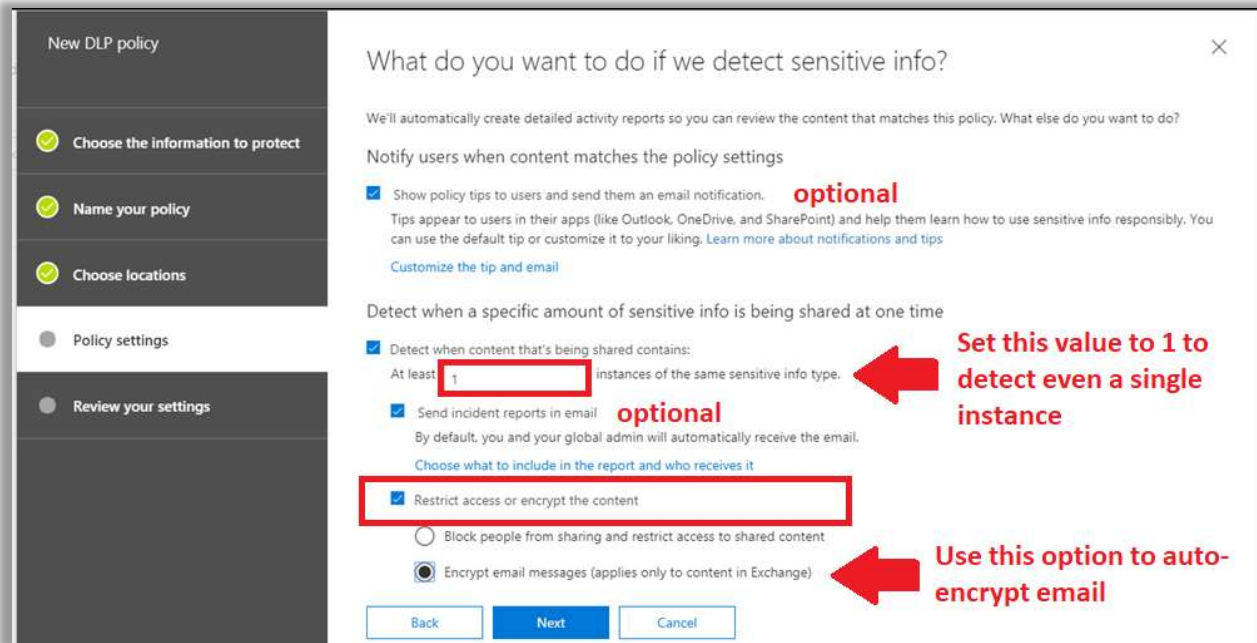 New DLP policy
Choose the information to protect
Name your policy
Choose locations
Policy settings
Review your settings
What do you want to do if we detect sensitive info?
We'll automatically create detailed activity reports so you can review the content that matches this policy. What else do you want to do?
Notify users when content matches the policy settings
Show policy tips to users and send them an email notification. optional
Tips appear to users in their apps (like Outlook, OneDrive, and SharePoint) and help them learn how to use sensitive info responsibly. You
can use the default tip or customize it to your liking. Learn more about notifications and tips
Customize the tip and email
Detect when a specific amount of sensitive info is being shared at one time
Detect when content that's being shared contains:
At least 1 instances of the same sensitive info type.
Set this value to 1 to
detect even a single
instance
Send incident reports in email optional
By default, you and your global admin will automatically receive the email.
Choose what to include in the report and who receives it
Restrict access or encrypt the content
Block people from sharing and restrict access to shared content
Encrypt email messages (applies only to content in Exchange)
Use this option to auto-
encrypt email
Back Next Cancel